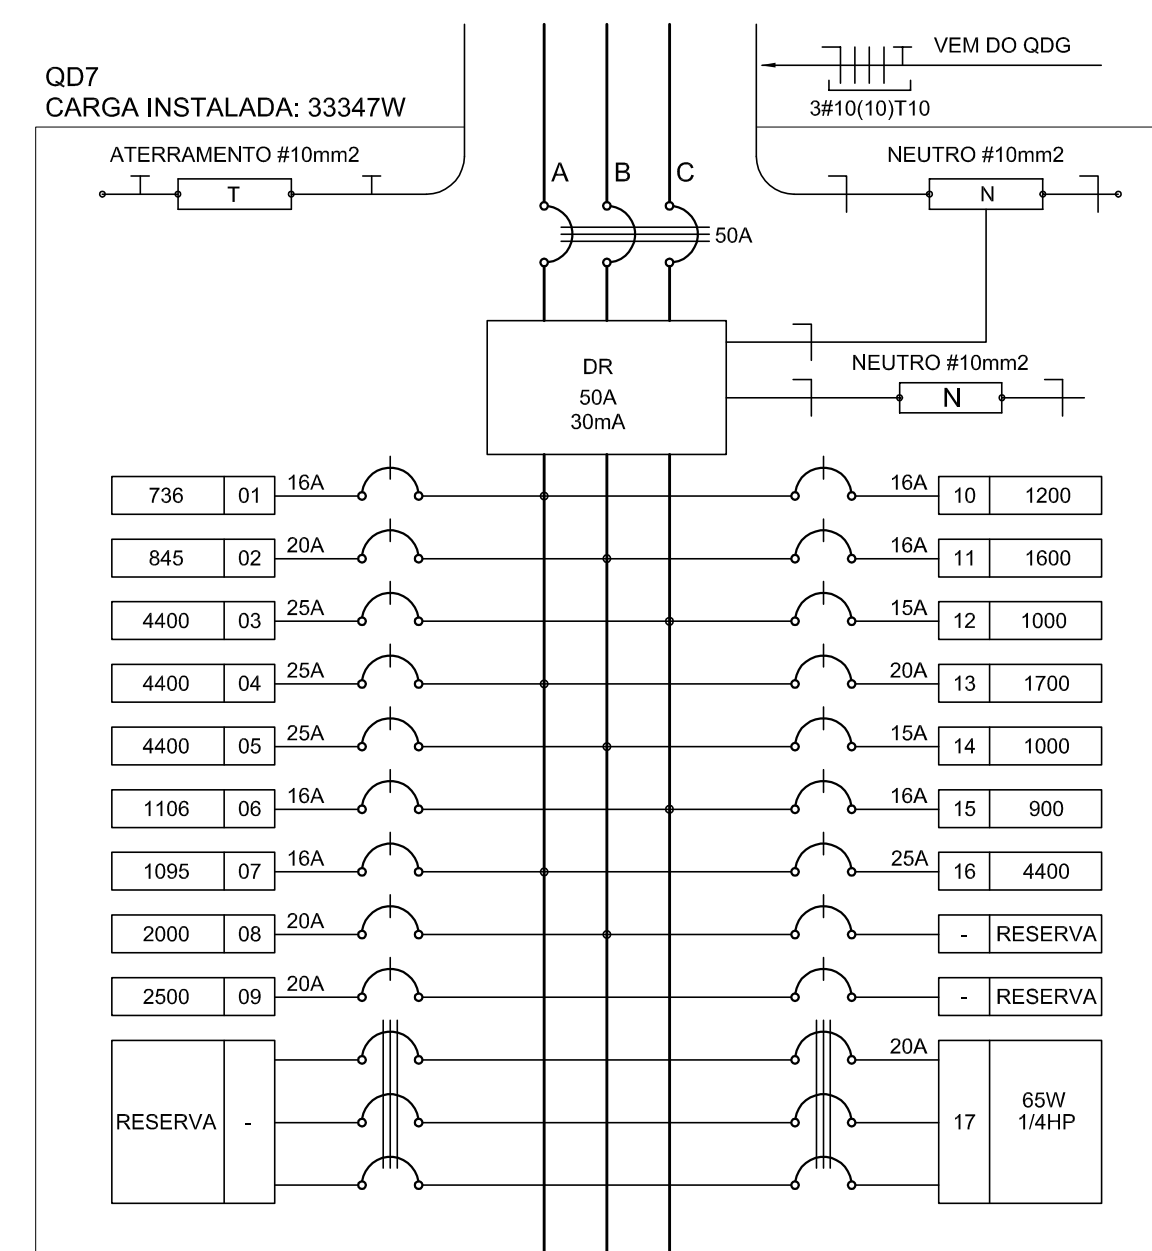 VEM DO QDG
3#10(10)T10
QD7
CARGA INSTALADA: 33347W
ATERRAMENTO #10mm2
T
A
B
C
NEUTRO #10mm2
N
50A
DR
50A
30mA
NEUTRO #10mm2
N
736 01 16A 16A 10 1200
845 02 20A 16A 11 1600
4400 03 25A 15A 12 1000
4400 04 25A 20A 13 1700
4400 05 25A 15A 14 1000
1106 06 16A 16A 15 900
1095 07 16A 25A 16 4400
2000 08 20A - RESERVA
2500 09 20A - RESERVA
RESERVA -
20A
17
65W
1/4HP